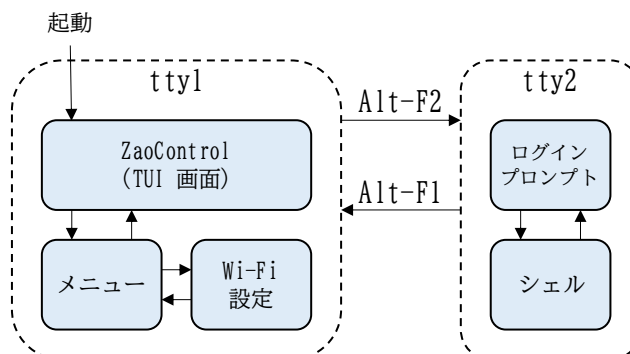 起動
tty1
ZaoControl
(TUI 画面)
メニュー
Wi-Fi
設定
Alt-F2
Alt-F1
tty2
ログイン
プロンプト
シェル